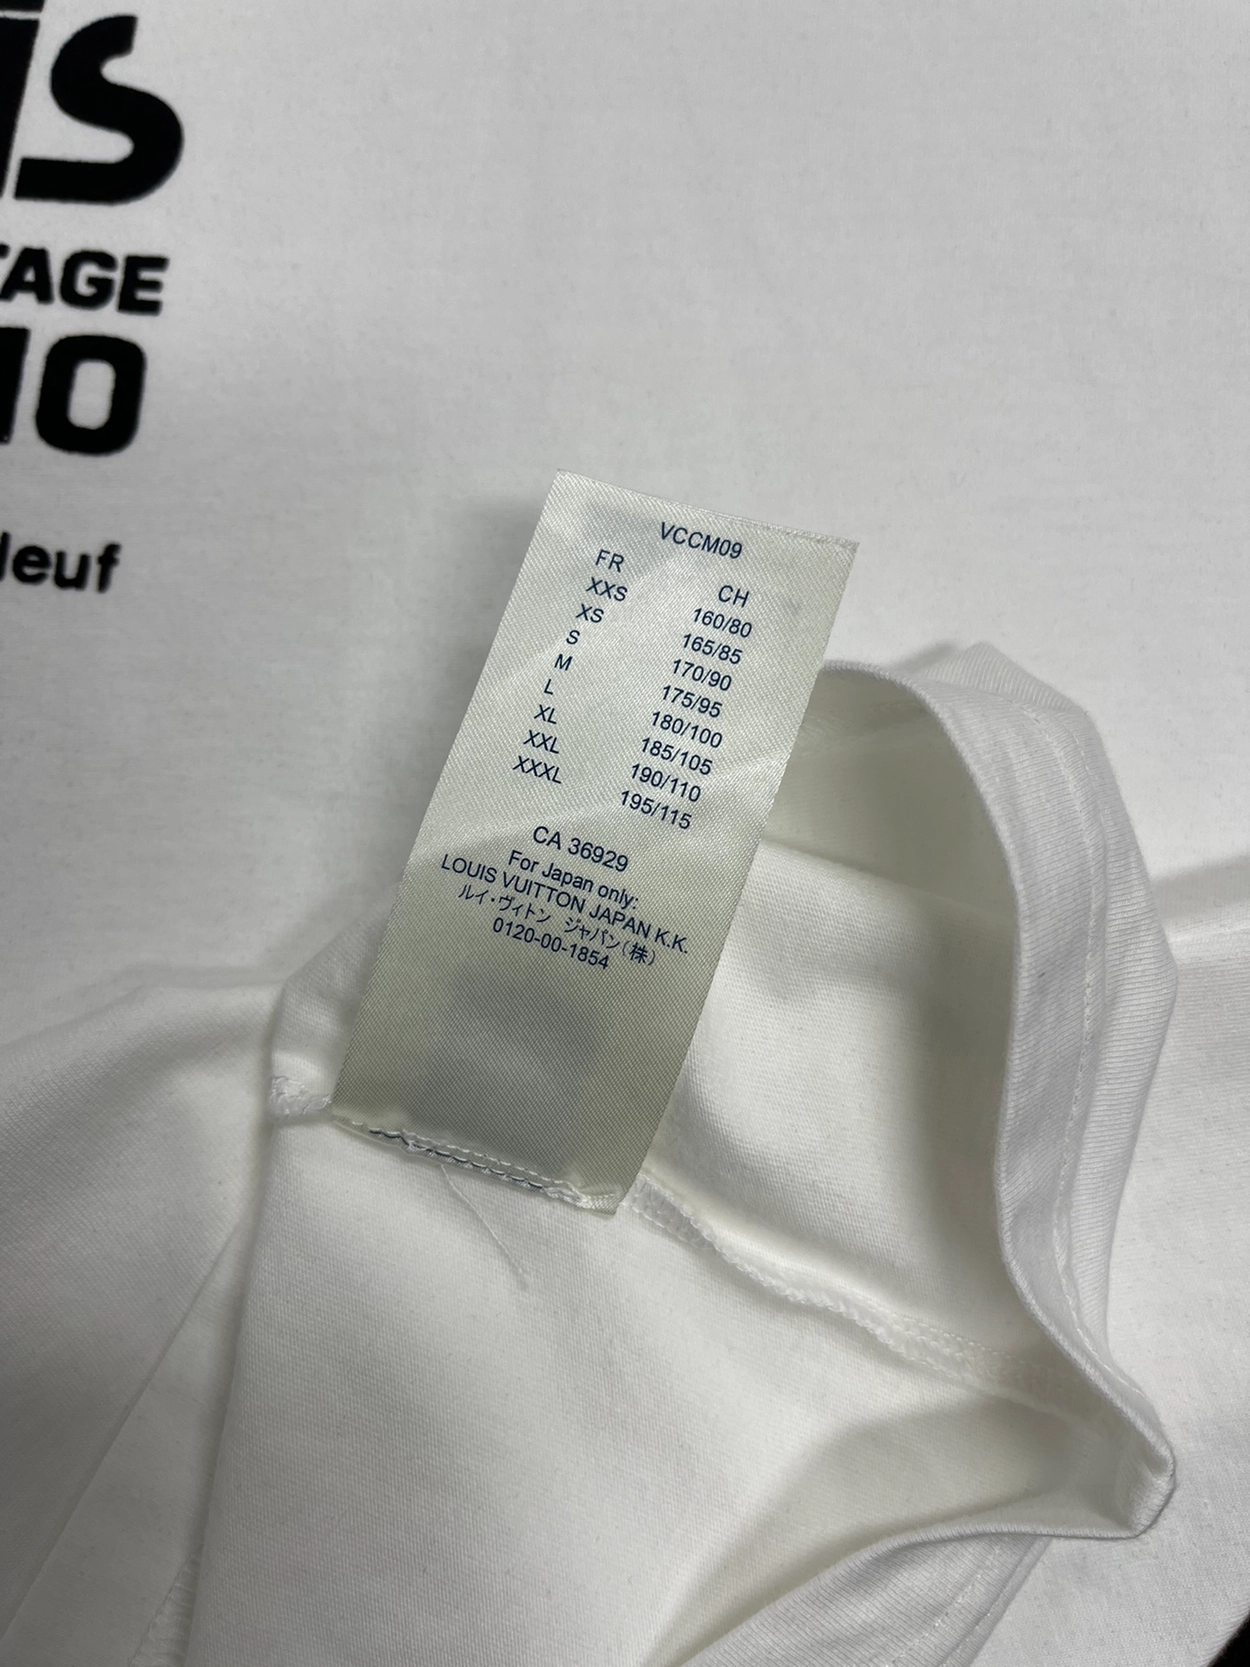 is
TAGE
10
Neuf
VCCM09
FR CH
XXS 160/80
XS 165/85
S 170/90
M 175/95
L 180/100
XL 185/105
XXL 190/110
XXXL 195/115
CA 36929
For Japan only:
LOUIS VUITTON JAPAN K.K.
ルイ・ヴィトン ジャパン(株)
0120-00-1854